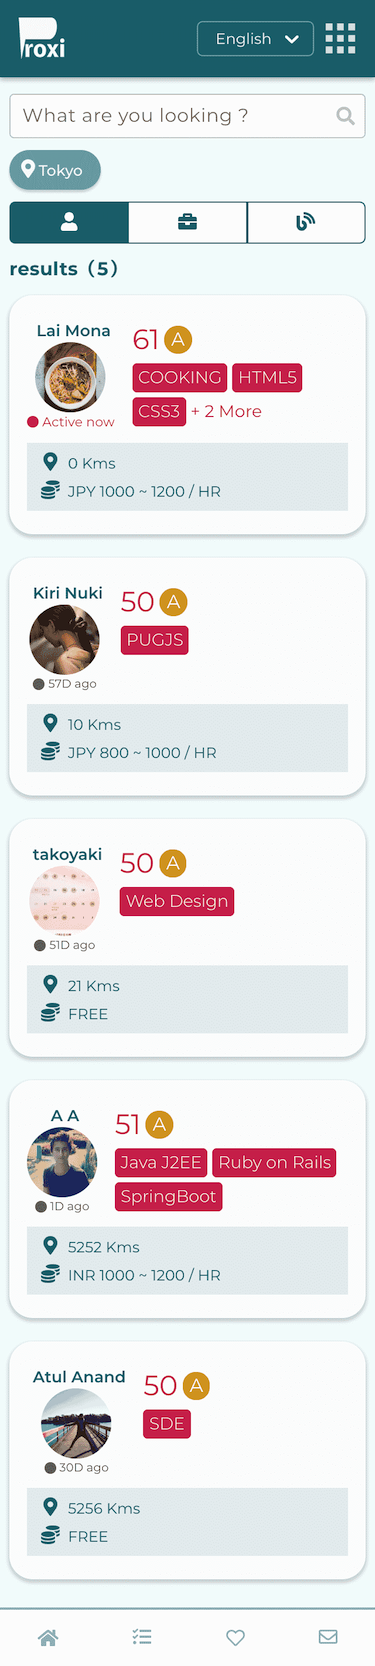 Proxi
English
What are you looking ?
Tokyo
results (5)
Lai Mona
61 A
COOKING HTML5
CSS3 + 2 More
Active now
0 Kms
JPY 1000 ~ 1200 / HR
Kiri Nuki
50 A
PUGJS
57D ago
10 Kms
JPY 800 ~ 1000 / HR
takoyaki
50 A
Web Design
51D ago
21 Kms
FREE
A A
51 A
Java J2EE Ruby on Rails
SpringBoot
1D ago
5252 Kms
INR 1000 ~ 1200 / HR
Atul Anand
50 A
SDE
30D ago
5256 Kms
FREE